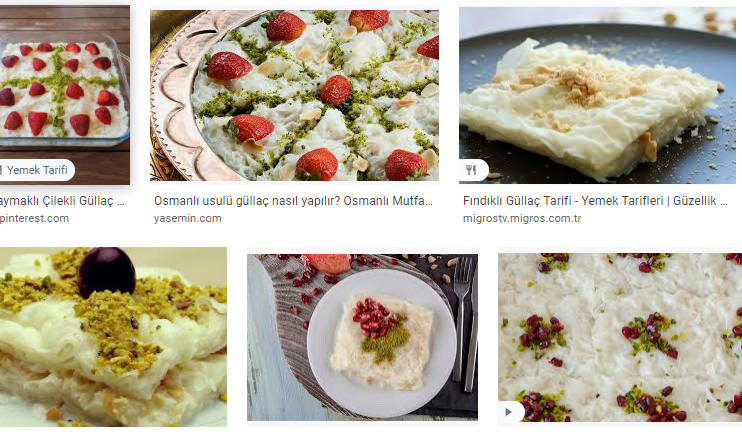 Yemek Tarifi
aymaklı Çilekli Güllaç ...
pinterest.com
Osmanlı usulü güllaç nasıl yapılır? Osmanlı Mutfa...
yasemin.com
Fındıklı Güllaç Tarifi - Yemek Tarifleri | Güzellik ...
migrostv.migros.com.tr